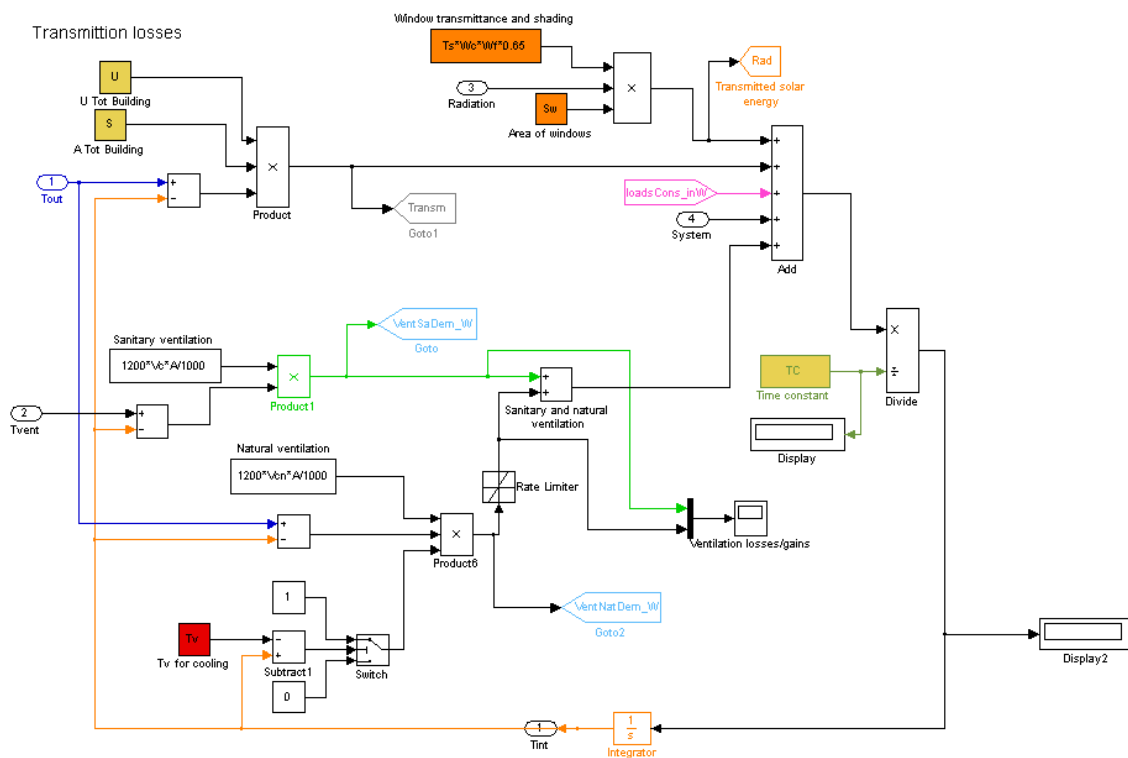 Transmittion losses
Window transmittance and shading
Ts*Wc*Wf*0.65
Rad
Transmitted solar
energy
3
Radiation
×
Sw
Area of windows
U
U Tot Building
S
A Tot Building
1
Tout
+
−
×
Product
Transm
Goto1
loadsCons_inW
4
System
+
+
+
+
+
Add
Sanitary ventilation
1200*Vc*A/1000
VentSaDem_W
Goto
×
Product1
2
Tvent
+
−
+
+
Sanitary and natural
ventilation
TC
Time constant
×
÷
Divide
Display
Natural ventilation
1200*Vcn*A/1000
Rate Limiter
+
−
×
Product6
Ventilation losses/gains
VentNatDem_W
Goto2
1
Tv
Tv for cooling
−
+
Subtract1
Switch
0
Display2
1
Tint
1
s
Integrator